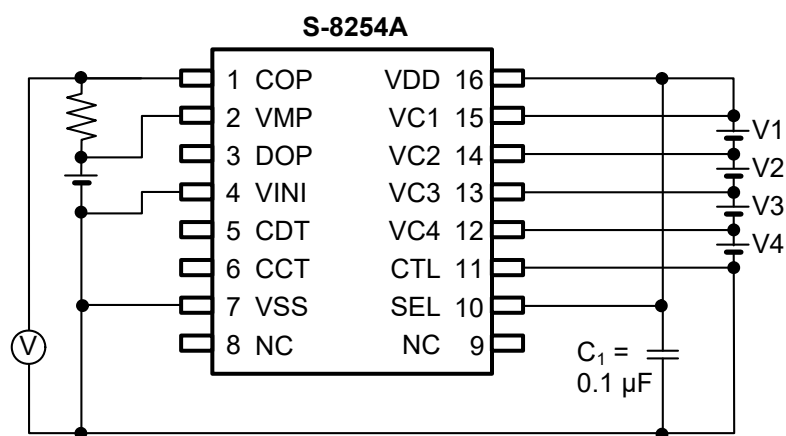 S-8254A
1 COP
2 VMP
3 DOP
4 VINI
5 CDT
6 CCT
7 VSS
8 NC
VDD 16
VC1 15
VC2 14
VC3 13
VC4 12
CTL 11
SEL 10
NC 9
V1
V2
V3
V4
V
C₁ =
0.1 µF